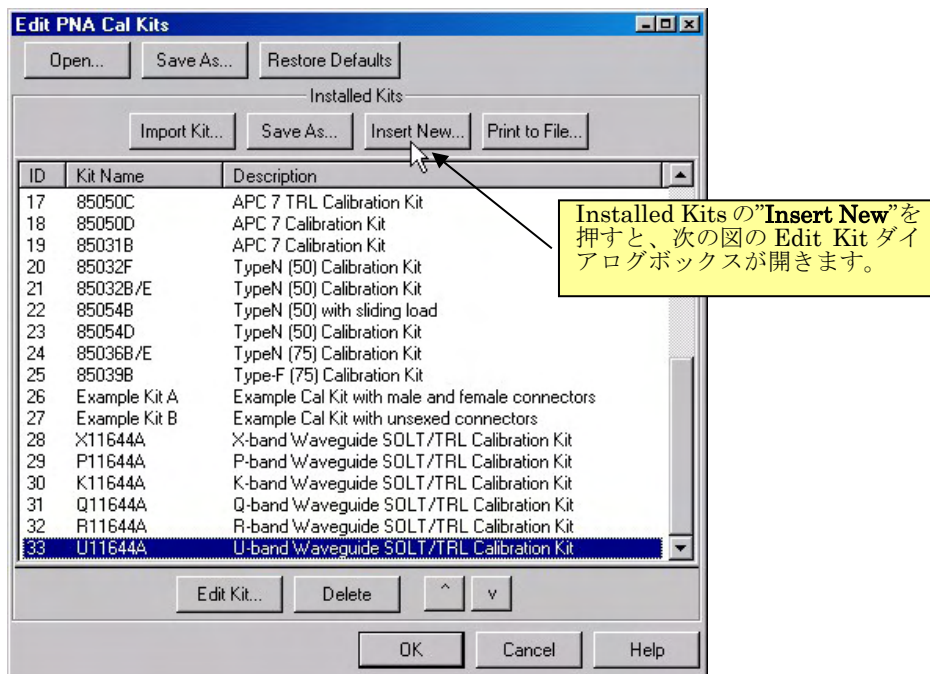 Edit PNA Cal Kits
Open... Save As... Restore Defaults
Installed Kits
Import Kit... Save As... Insert New... Print to File...
ID Kit Name Description
17 85050C APC 7 TRL Calibration Kit
18 85050D APC 7 Calibration Kit
19 85031B APC 7 Calibration Kit
20 85032F TypeN (50) Calibration Kit
21 85032B/E TypeN (50) Calibration Kit
22 85054B TypeN (50) with sliding load
23 85054D TypeN (50) Calibration Kit
24 85036B/E TypeN (75) Calibration Kit
25 85039B Type-F (75) Calibration Kit
26 Example Kit A Example Cal Kit with male and female connectors
27 Example Kit B Example Cal Kit with unsexed connectors
28 X11644A X-band Waveguide SOLT/TRL Calibration Kit
29 P11644A P-band Waveguide SOLT/TRL Calibration Kit
30 K11644A K-band Waveguide SOLT/TRL Calibration Kit
31 Q11644A Q-band Waveguide SOLT/TRL Calibration Kit
32 R11644A R-band Waveguide SOLT/TRL Calibration Kit
33 U11644A U-band Waveguide SOLT/TRL Calibration Kit
Edit Kit... Delete ^ v
OK Cancel Help
Installed Kits の"Insert New"を
押すと、次の図の Edit Kit ダイ
アログボックスが開きます。